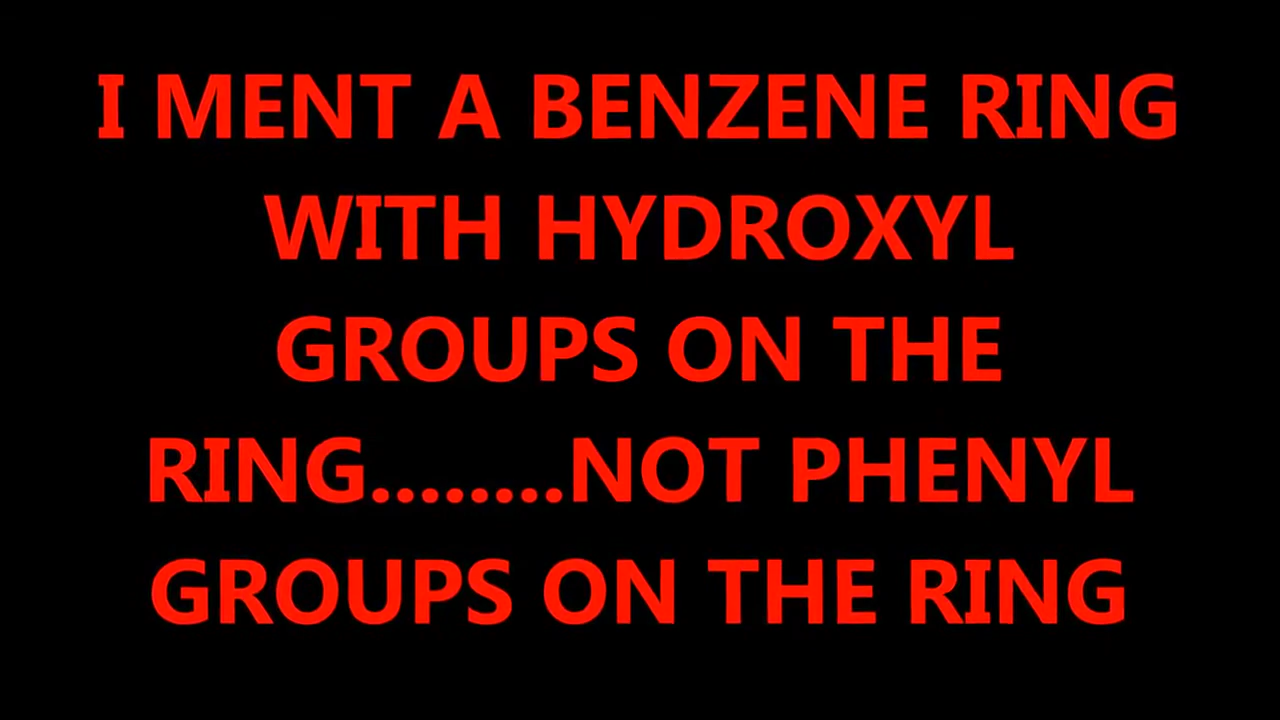 I MENT A BENZENE RING
WITH HYDROXYL
GROUPS ON THE
RING........NOT PHENYL
GROUPS ON THE RING